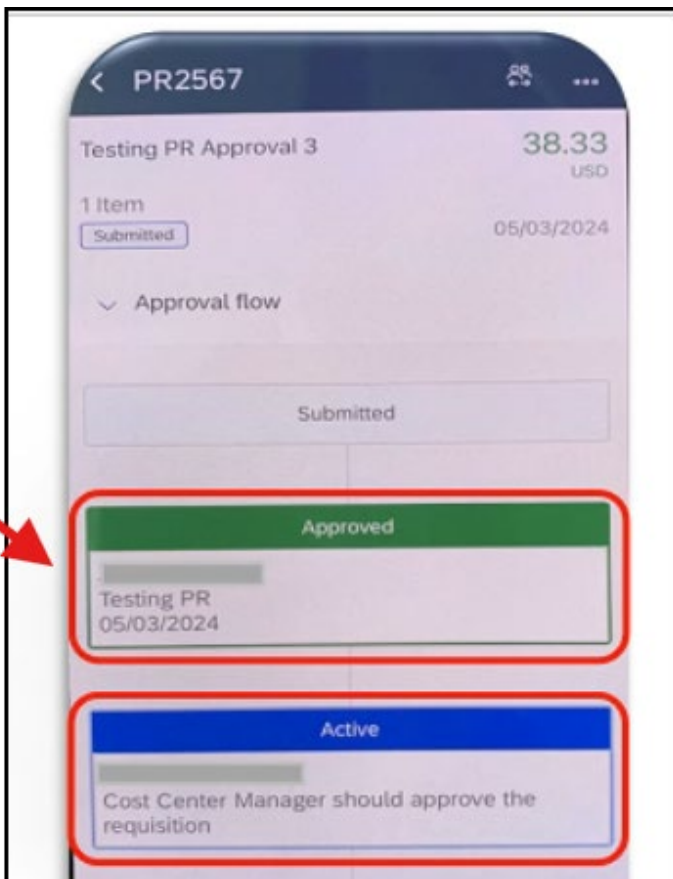 PR2567
Testing PR Approval 3
38.33
USD
1 Item
Submitted
05/03/2024
Approval flow
Submitted
Approved
Testing PR
05/03/2024
Active
Cost Center Manager should approve the
requisition